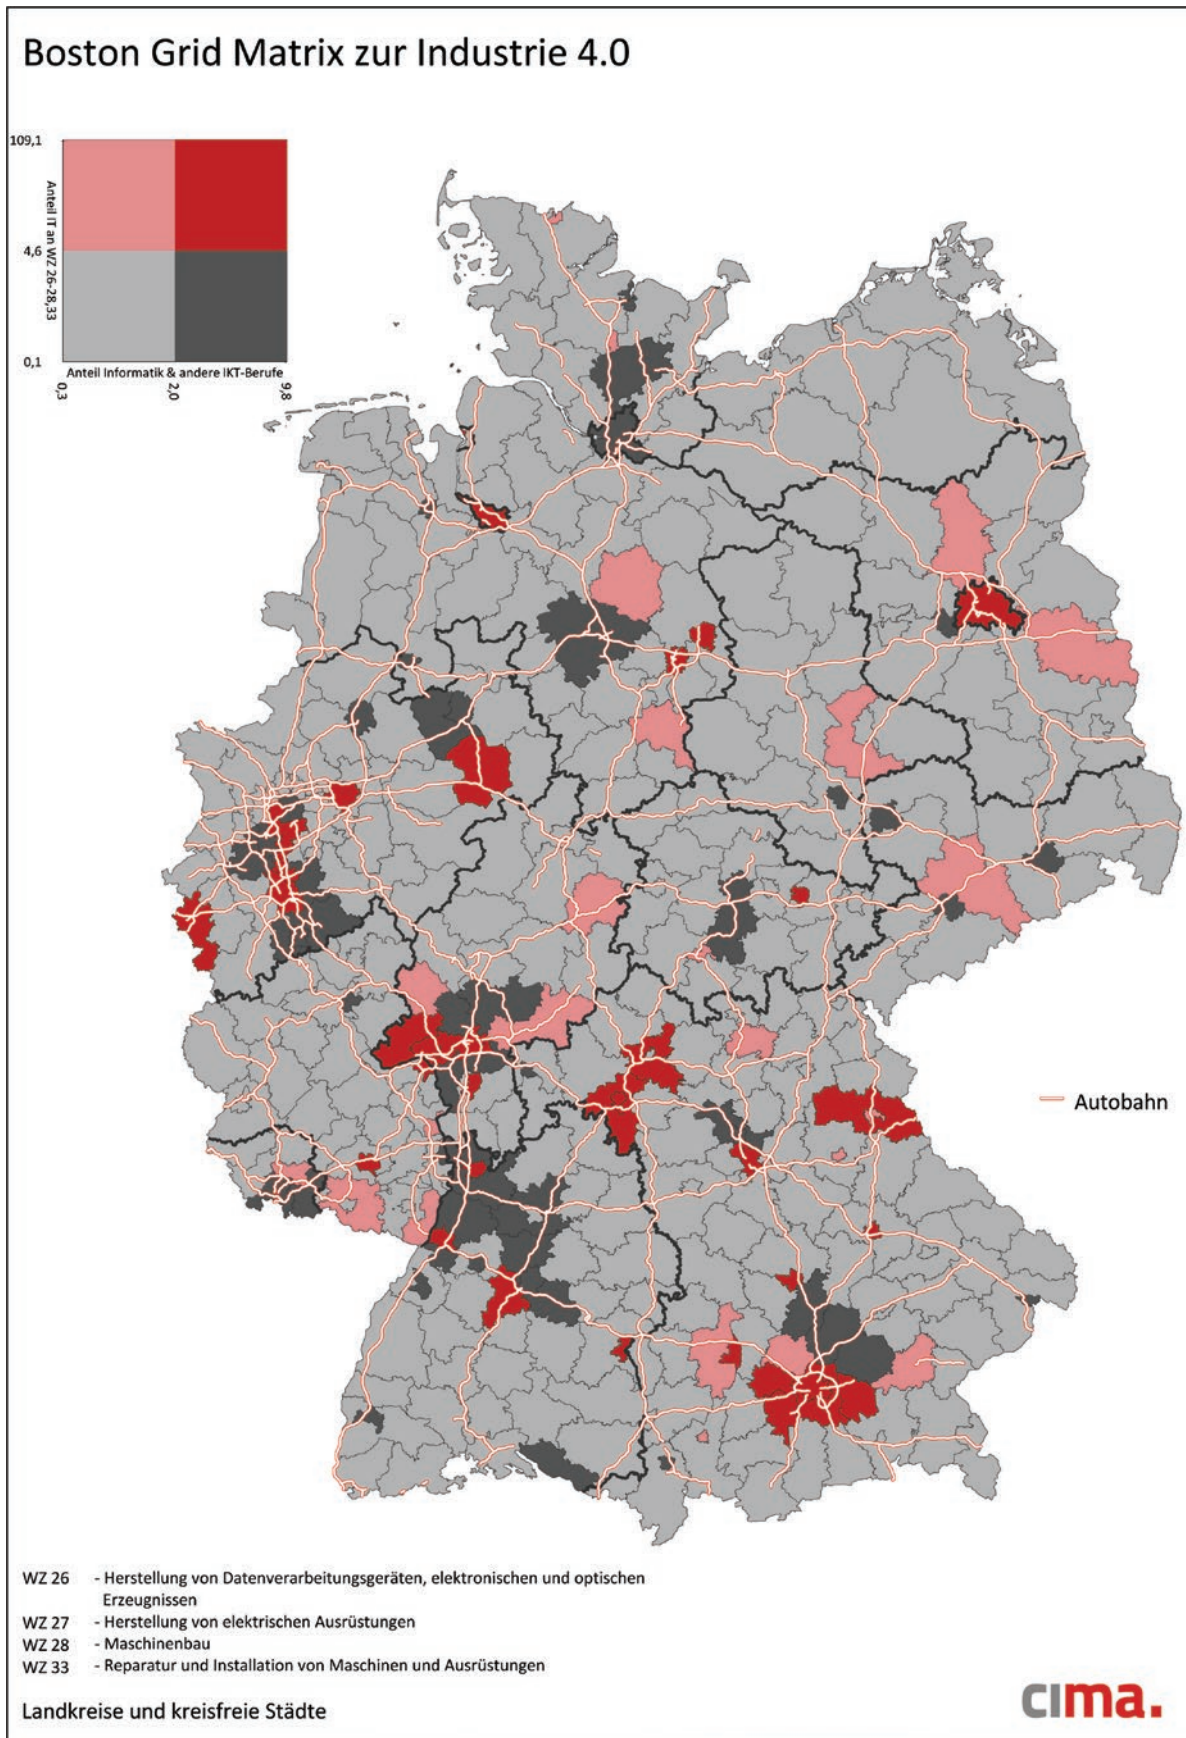 Boston Grid Matrix zur Industrie 4.0
109,1
4,6
0,1
Anteil IT an WZ 26-28,33
Anteil Informatik & andere IKT-Berufe
0,3
2,0
9,8
Autobahn
WZ 26 - Herstellung von Datenverarbeitungsgeräten, elektronischen und optischen
Erzeugnissen
WZ 27 - Herstellung von elektrischen Ausrüstungen
WZ 28 - Maschinenbau
WZ 33 - Reparatur und Installation von Maschinen und Ausrüstungen
Landkreise und kreisfreie Städte
cima.